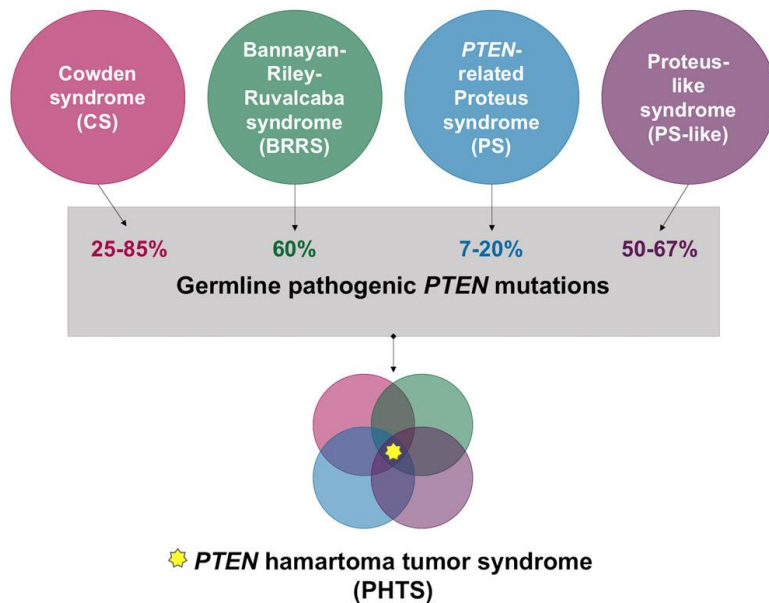 Cowden
syndrome
(CS)
Bannayan-
Riley-
Ruvalcaba
syndrome
(BRRS)
PTEN-
related
Proteus
syndrome
(PS)
Proteus-
like
syndrome
(PS-like)
25-85%
60%
7-20%
50-67%
Germline pathogenic PTEN mutations
PTEN hamartoma tumor syndrome
(PHTS)